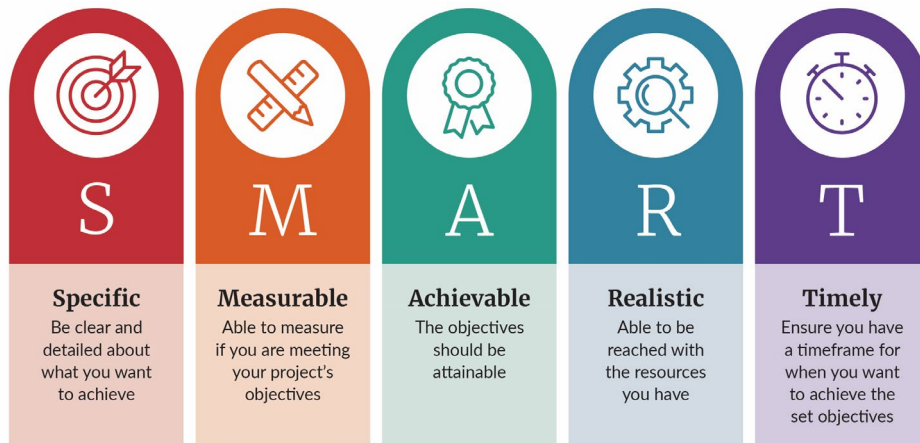 S
Specific
Be clear and
detailed about
what you want
to achieve
M
Measurable
Able to measure
if you are meeting
your project's
objectives
A
Achievable
The objectives
should be
attainable
R
Realistic
Able to be
reached with
the resources
you have
T
Timely
Ensure you have
a timeframe for
when you want
to achieve the
set objectives